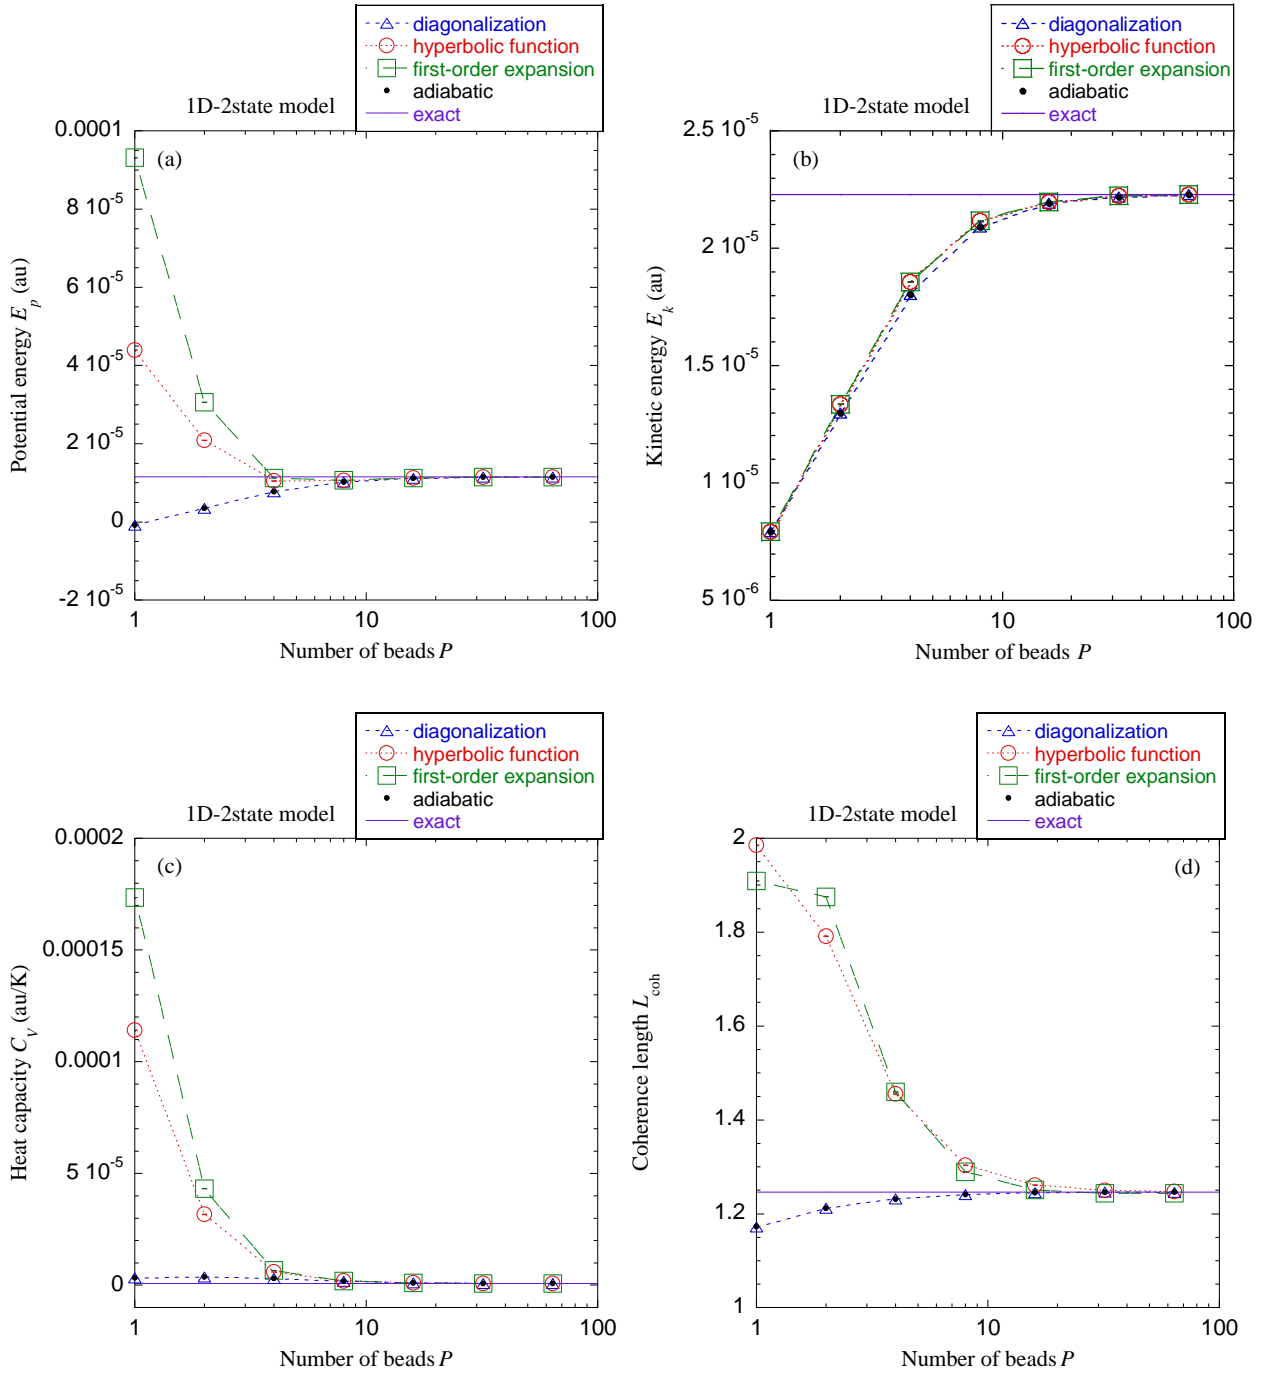 diagonalization
hyperbolic function
first-order expansion
adiabatic
exact
1D-2state model
(a)
0.0001
8 10^-5
6 10^-5
4 10^-5
2 10^-5
0
-2 10^-5
Potential energy E_p (au)
1
10
100
Number of beads P
diagonalization
hyperbolic function
first-order expansion
adiabatic
exact
1D-2state model
(b)
2.5 10^-5
2 10^-5
1.5 10^-5
1 10^-5
5 10^-6
Kinetic energy E_k (au)
1
10
100
Number of beads P
diagonalization
hyperbolic function
first-order expansion
adiabatic
exact
1D-2state model
(c)
0.0002
0.00015
0.0001
5 10^-5
0
Heat capacity C_V (au/K)
1
10
100
Number of beads P
diagonalization
hyperbolic function
first-order expansion
adiabatic
exact
1D-2state model
(d)
2
1.8
1.6
1.4
1.2
1
Coherence length L_coh
1
10
100
Number of beads P